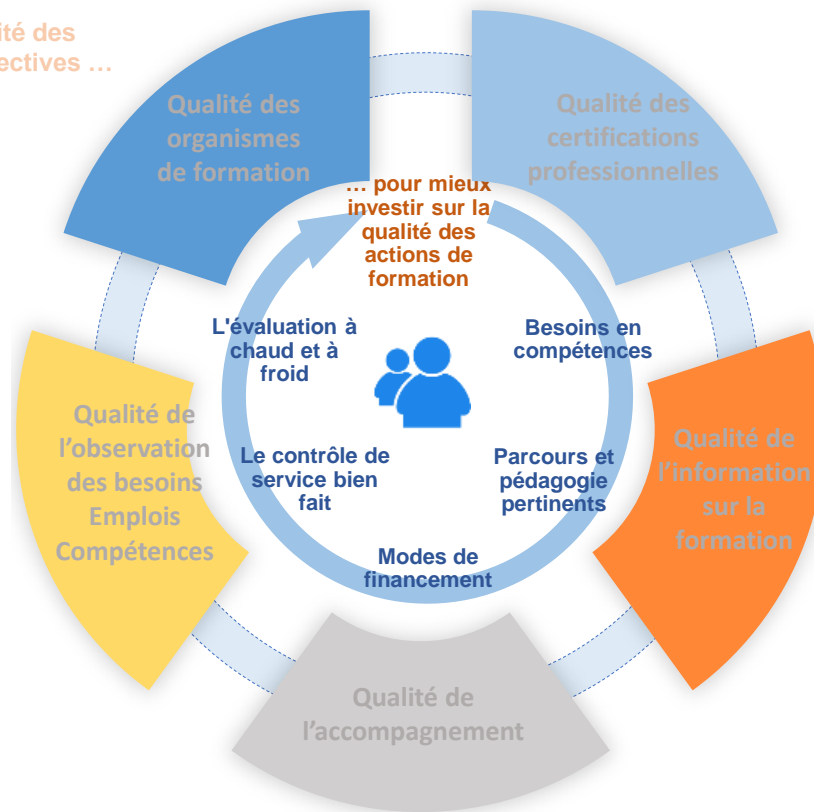 ité des
ectives …
Qualité des
organismes
de formation
Qualité des
certifications
professionnelles
… pour mieux
investir sur la
qualité des
actions de
formation
L'évaluation à
chaud et à
froid
Besoins en
compétences
Qualité de
l’observation
des besoins
Emplois
Compétences
Le contrôle de
service bien
fait
Parcours et
pédagogie
pertinents
Qualité de
l’information
sur la
formation
Modes de
financement
Qualité de
l’accompagnement